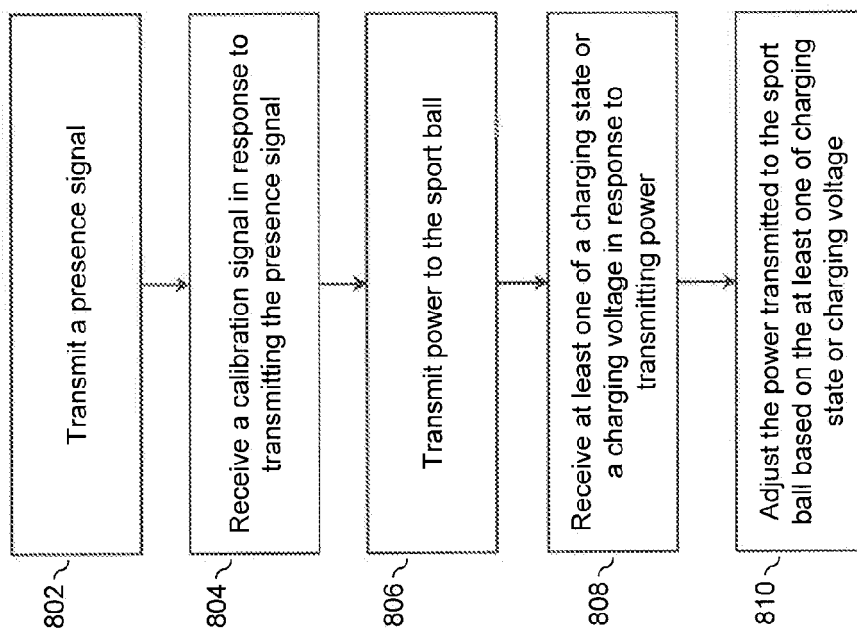 802
Transmit a presence signal
804
Receive a calibration signal in response to
transmitting the presence signal
806
Transmit power to the sport ball
808
Receive at least one of a charging state or
a charging voltage in response to
transmitting power
810
Adjust the power transmitted to the sport
ball based on the at least one of charging
state or charging voltage